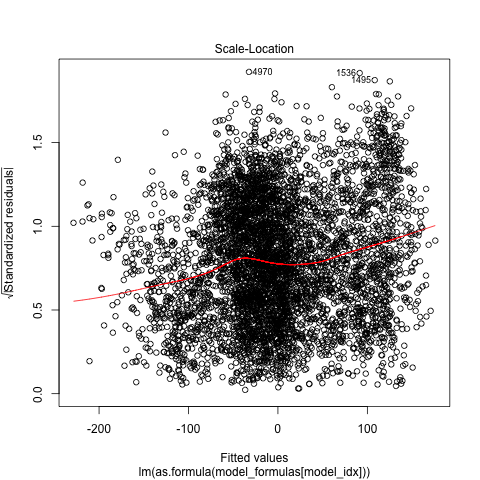 Scale-Location
4970
1536
1495
√|Standardized residuals|
0.0
0.5
1.0
1.5
-200
-100
0
100
Fitted values
lm(as.formula(model_formulas[model_idx]))